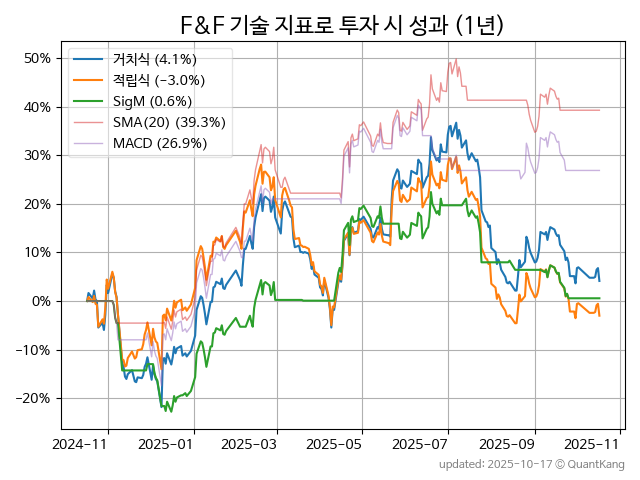 F&F 기술 지표로 투자 시 성과 (1년)
50%
40%
30%
20%
10%
0%
−10%
−20%
거치식 (4.1%)
적립식 (−3.0%)
SigM (0.6%)
SMA(20) (39.3%)
MACD (26.9%)
2024-11
2025-01
2025-03
2025-05
2025-07
2025-09
2025-11
updated: 2025-10-17 © QuantKang